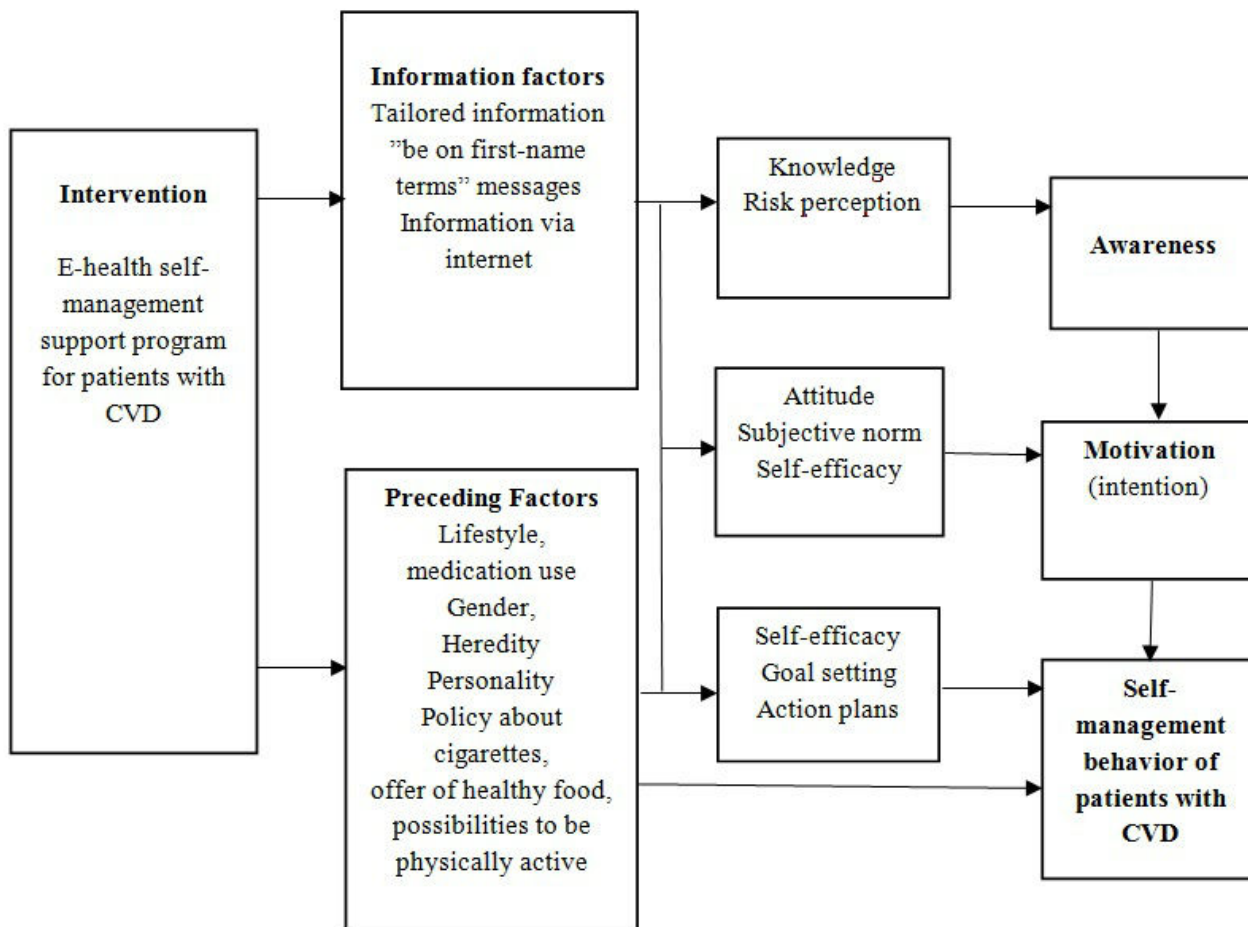 Intervention
E-health self-
management
support program
for patients with
CVD
Information factors
Tailored information
”be on first-name
terms” messages
Information via
internet
Preceding Factors
Lifestyle,
medication use
Gender,
Heredity
Personality
Policy about
cigarettes,
offer of healthy food,
possibilities to be
physically active
Knowledge
Risk perception
Attitude
Subjective norm
Self-efficacy
Self-efficacy
Goal setting
Action plans
Awareness
Motivation
(intention)
Self-
management
behavior of
patients with
CVD